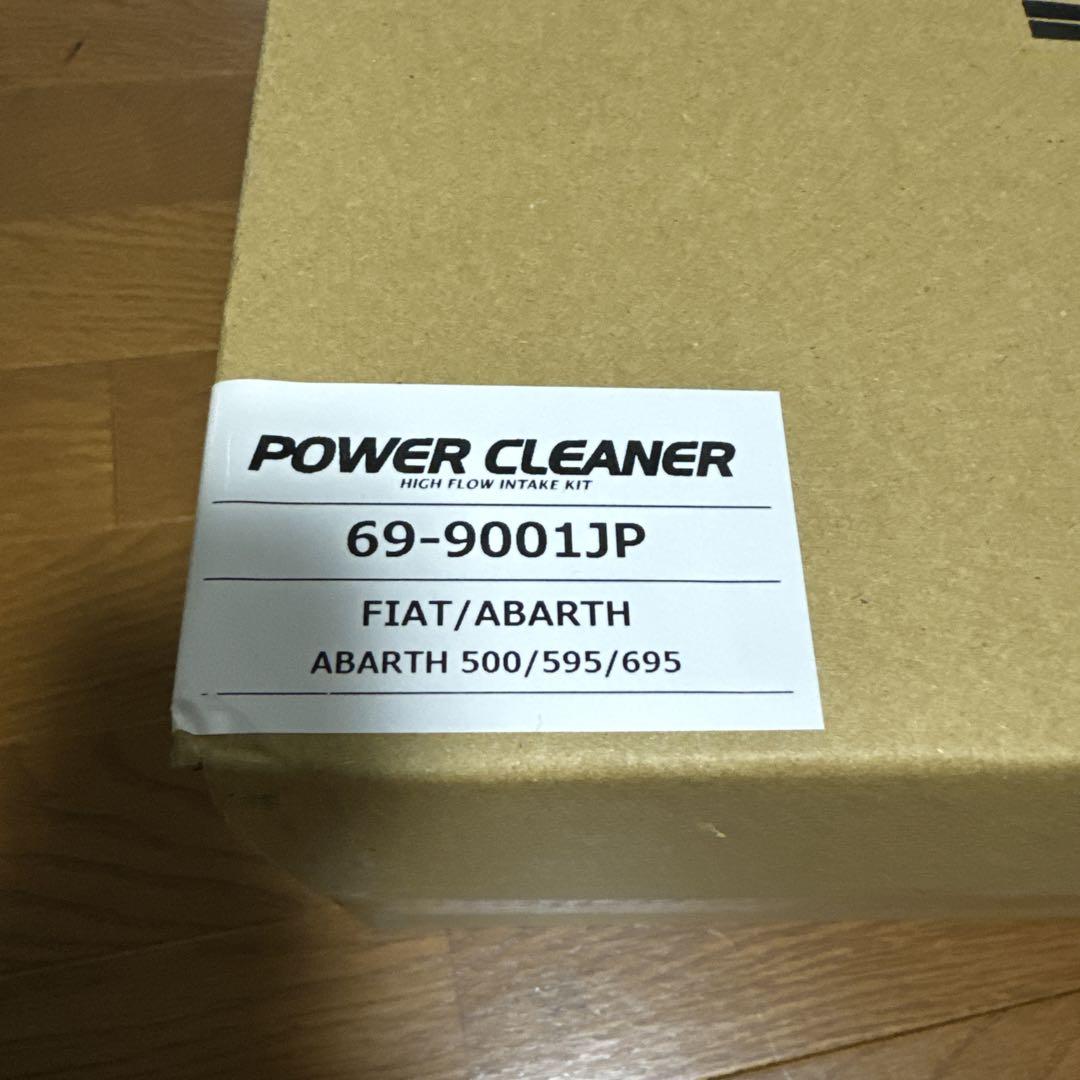 POWER CLEANER
HIGH FLOW INTAKE KIT
69-9001JP
FIAT/ABARTH
ABARTH 500/595/695